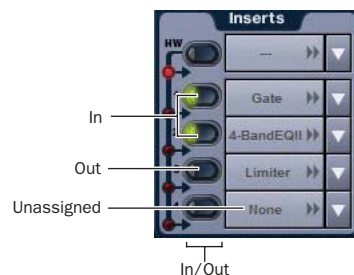 Inserts
HW
---
In
Gate
4-BandEQII
Out
Limiter
Unassigned
None
In/Out